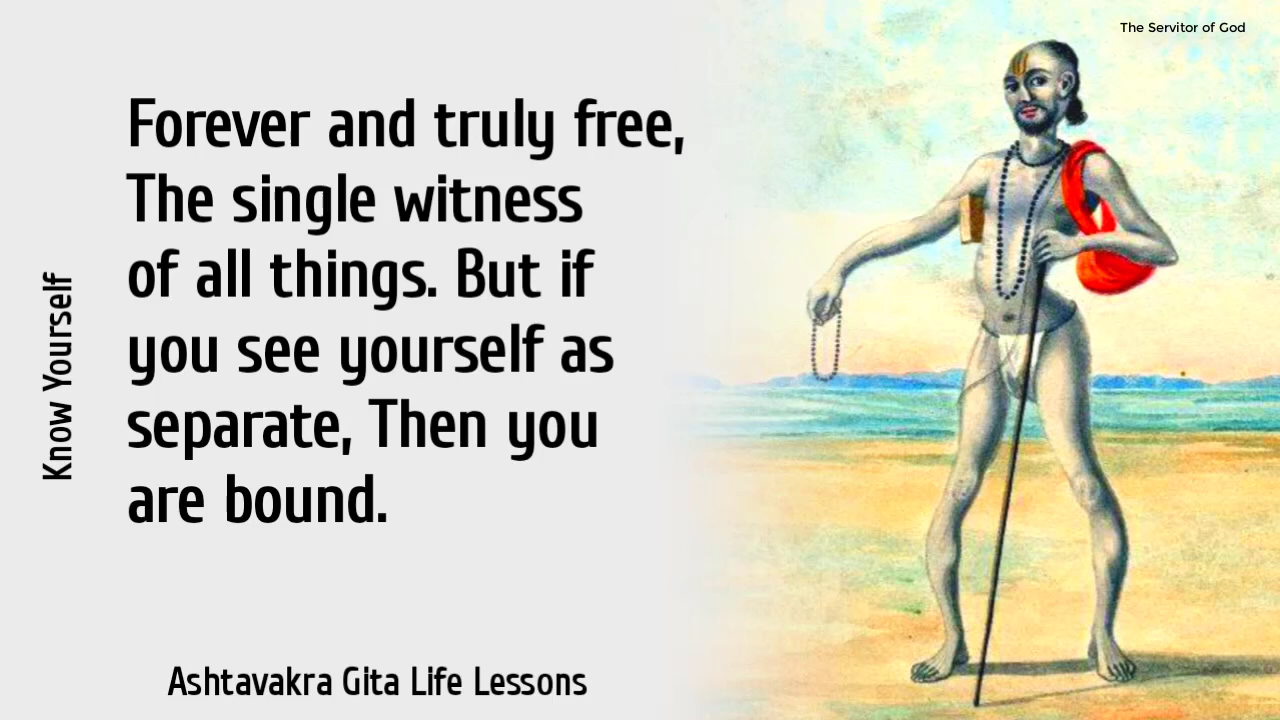 The Servitor of God
Forever and truly free,
The single witness
of all things. But if
you see yourself as
separate, Then you
are bound.
Know Yourself
Ashtavakra Gita Life Lessons